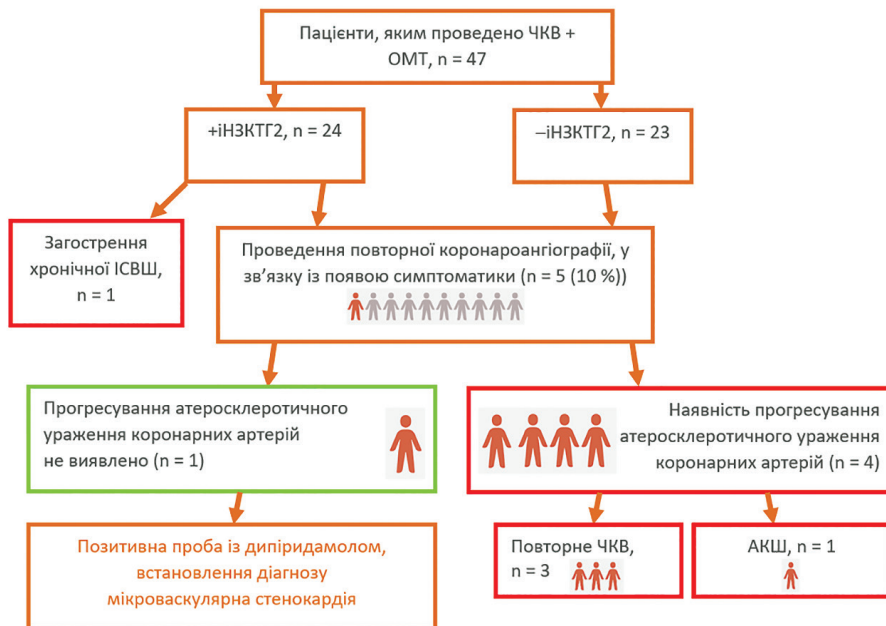 Пацієнти, яким проведено ЧКВ +
ОМТ, n = 47
+іНЗКТГ2, n = 24
–іНЗКТГ2, n = 23
Загострення
хронічної ІСВШ,
n = 1
Проведення повторної коронароангіографії, у
зв’язку із появою симптоматики (n = 5 (10 %))
Прогресування атеросклеротичного
ураження коронарних артерій
не виявлено (n = 1)
Наявність прогресування
атеросклеротичного ураження
коронарних артерій (n = 4)
Позитивна проба із дипіридамолом,
встановлення діагнозу
мікроваскулярна стенокардія
Повторне ЧКВ,
n = 3
АКШ, n = 1